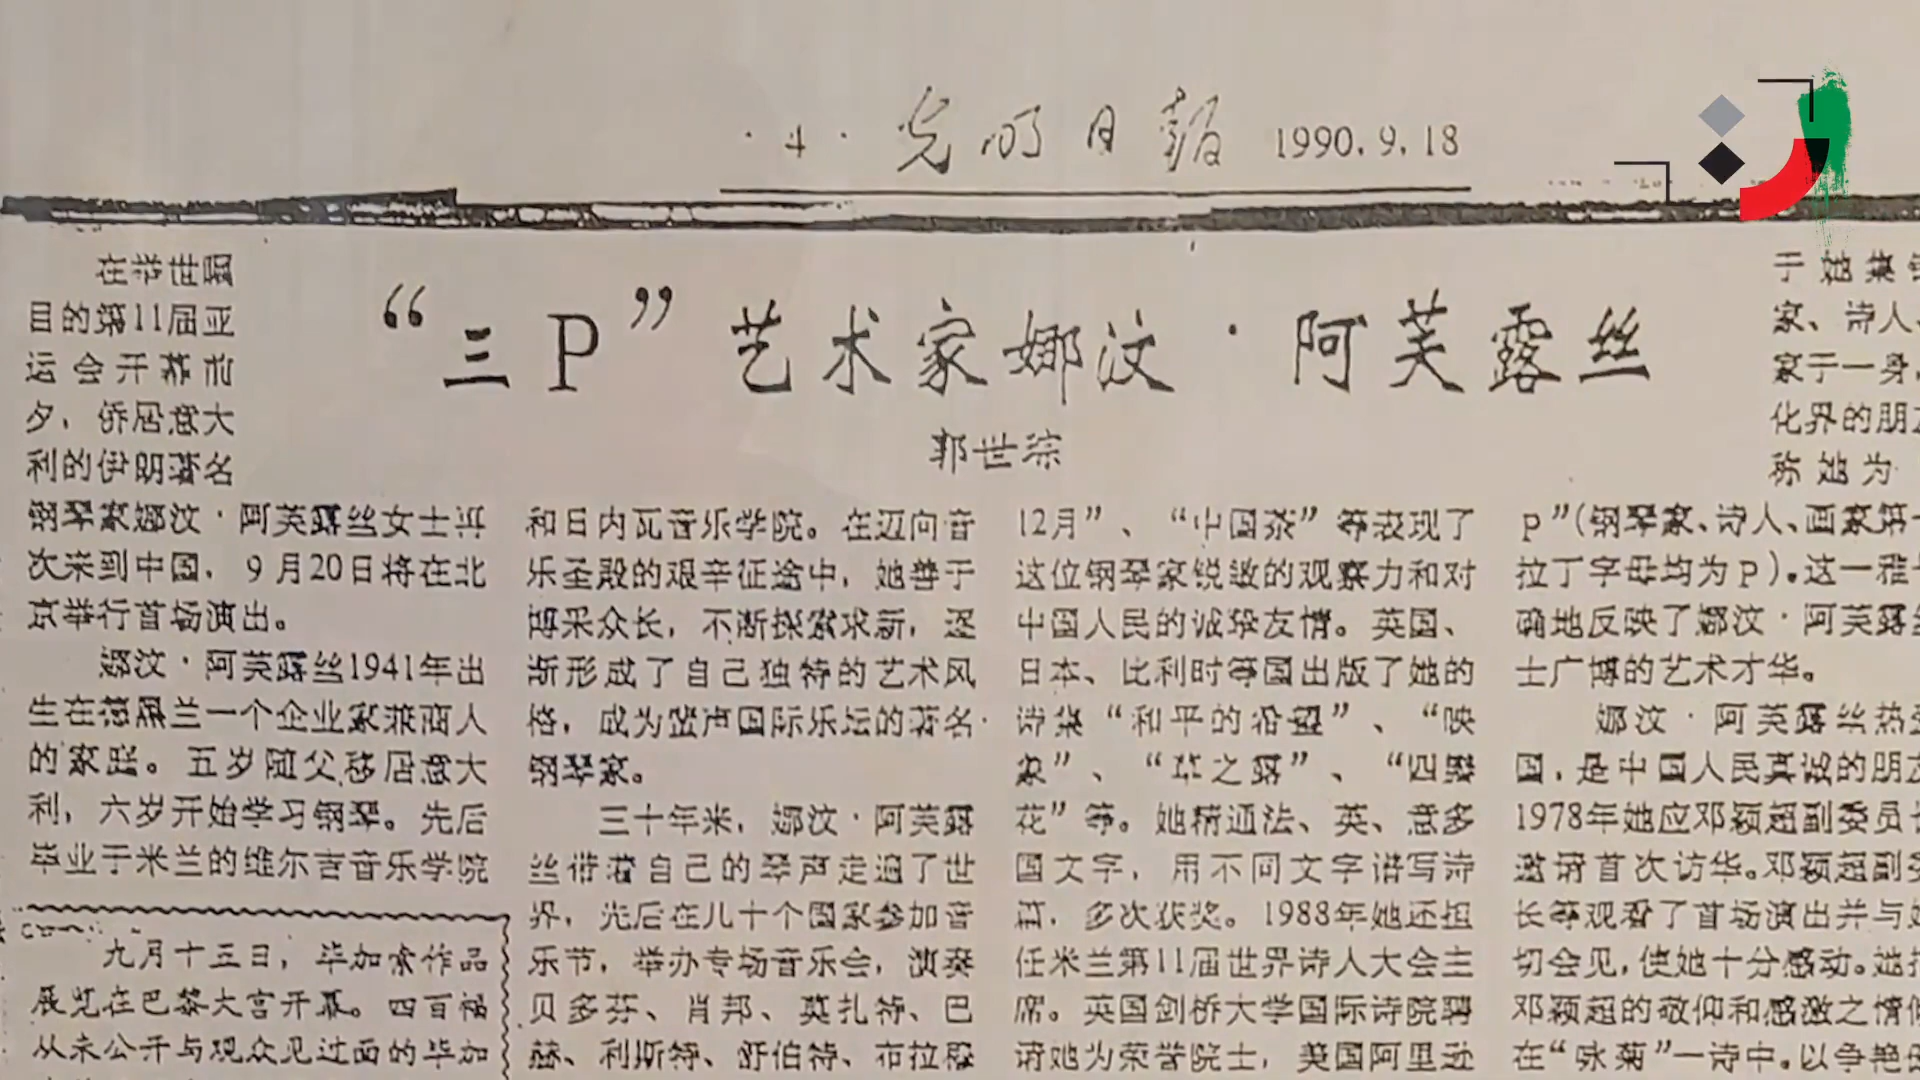 ·4· 光明日报 1990.9.18
“三P”艺术家娜汶·阿芙露丝
郭世综
在举世瞩
目的第11届亚
运会开幕前
夕，侨居意大
利的伊朗著名
钢琴家娜汶·阿芙露丝女士再
次来到中国，9月20日将在北
京举行首场演出。
娜汶·阿芙露丝1941年出
生在德黑兰一个企业家兼商人
的家庭。五岁随父移居意大
利，六岁开始学习钢琴。先后
毕业于米兰的维尔吉音乐学院
九月十五日，毕加索作品
展览在巴黎大宫开幕。四百幅
从未公开与观众见过面的毕加
和日内瓦音乐学院。在迈向音
乐圣殿的艰辛征途中，她善于
博采众长，不断探索求新，逐
渐形成了自己独特的艺术风
格，成为蜚声国际乐坛的著名
钢琴家。
三十年来，娜汶·阿芙露
丝带着自己的琴声走遍了世
界，先后在几十个国家参加音
乐节，举办专场音乐会，演奏
贝多芬、肖邦、莫扎特、巴
赫、利斯特、舒伯特、布拉姆
12月”、“中国茶”等表现了
这位钢琴家锐敏的观察力和对
中国人民的诚挚友情。英国、
日本、比利时等国出版了她的
诗集“和平的希望”、“映
象”、“草之露”、“四瓣
花”等。她精通法、英、意多
国文字，用不同文字谱写诗
篇，多次获奖。1988年她还担
任米兰第11届世界诗人大会主
席。英国剑桥大学国际诗院聘
请她为荣誉院士，美国阿里
于她集钢
家、诗人、
家于一身，
化界的朋友
称她为
P”(钢琴家、诗人、画家第一
拉丁字母均为P)。这一雅号
确地反映了娜汶·阿芙露丝
士广博的艺术才华。
娜汶·阿芙露丝热爱
国，是中国人民真诚的朋友
1978年她应邓颖超副委员长
邀请首次访华。邓颖超副委
长等观看了首场演出并与她
切会见，使她十分感动。她把
邓颖超的敬仰和感激之情倾
在“咏菊”一诗中。以争艳